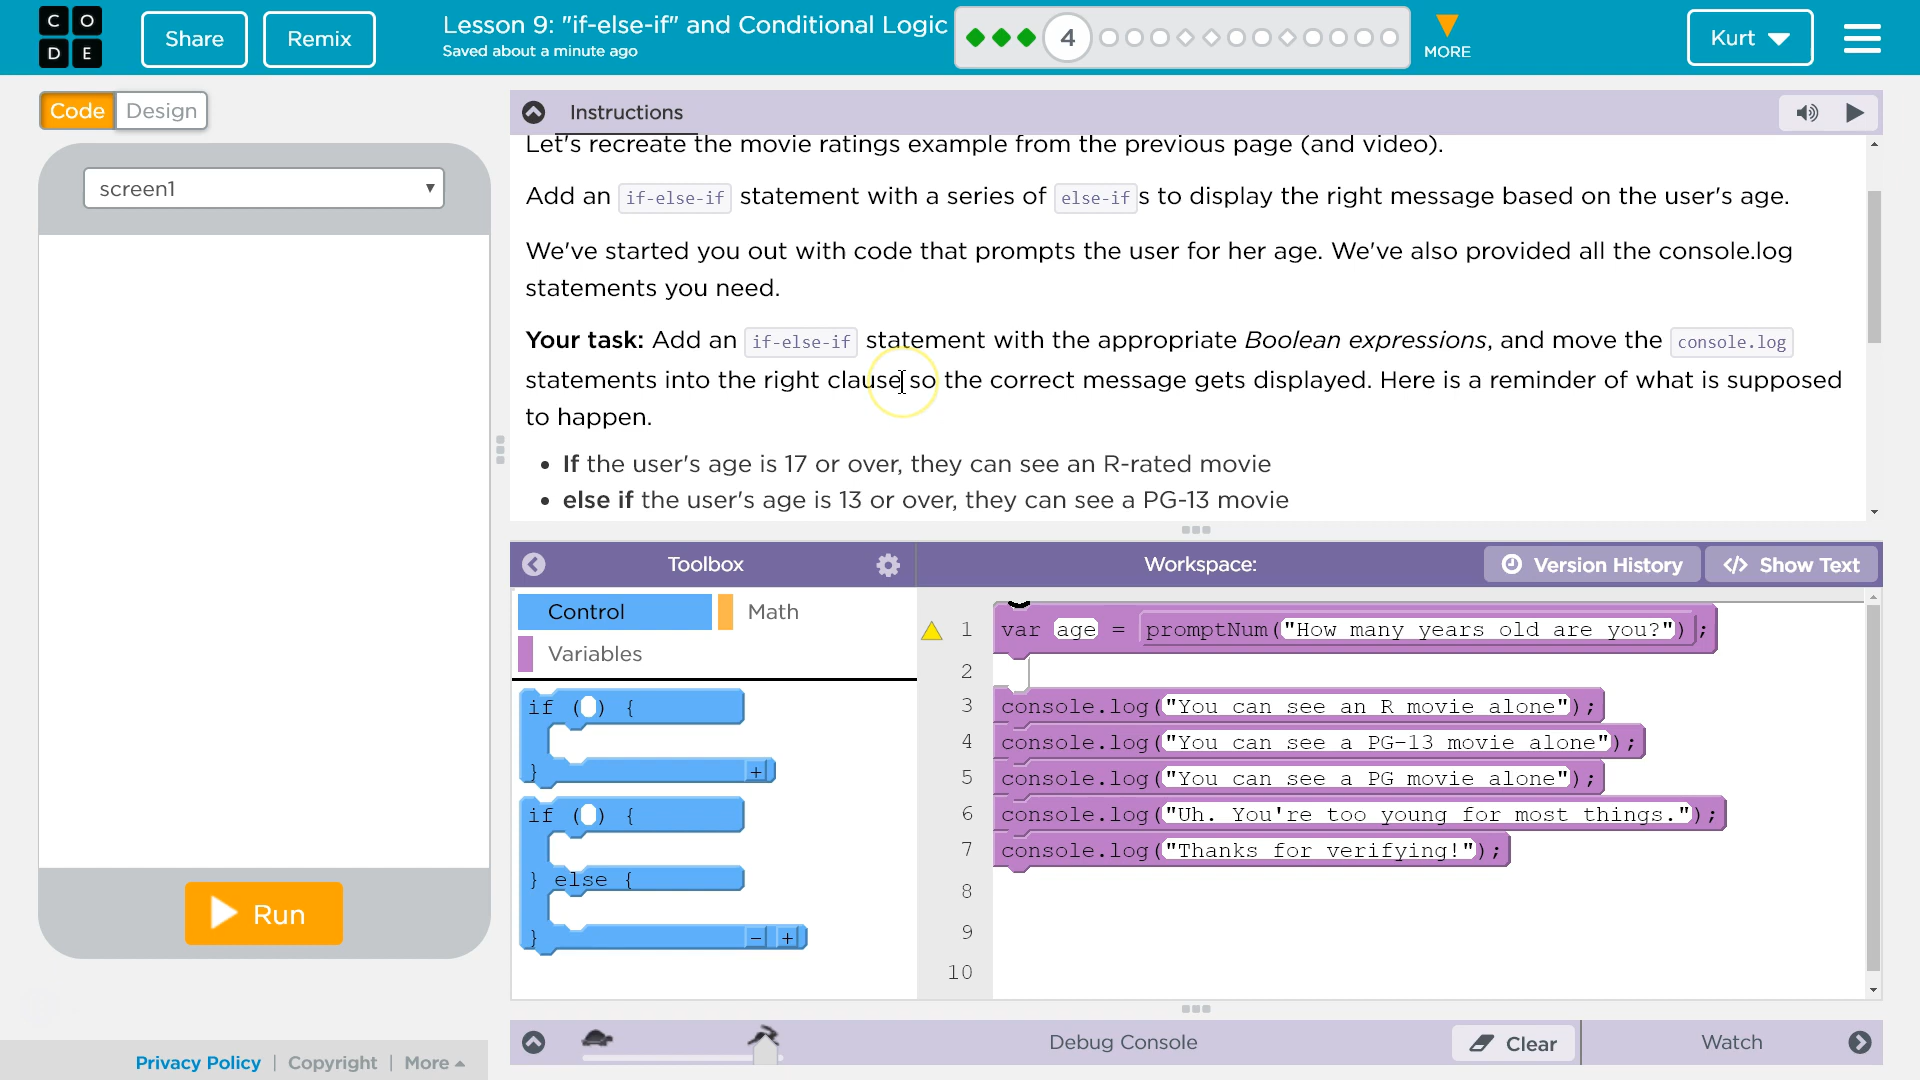 C O
D E
Share
Remix
Lesson 9: "if-else-if" and Conditional Logic
Saved about a minute ago
4
MORE
Kurt
Code
Design
screen1
Run
Privacy Policy | Copyright | More
Instructions
Let's recreate the movie ratings example from the previous page (and video).
Add an if-else-if statement with a series of else-if s to display the right message based on the user's age.
We've started you out with code that prompts the user for her age. We've also provided all the console.log
statements you need.
Your task: Add an if-else-if statement with the appropriate Boolean expressions, and move the console.log
statements into the right clause so the correct message gets displayed. Here is a reminder of what is supposed
to happen.
• If the user's age is 17 or over, they can see an R-rated movie
• else if the user's age is 13 or over, they can see a PG-13 movie
Toolbox
Workspace:
Version History
</> Show Text
Control
Math
Variables
if ( ) {
} +
if ( ) {
} else {
} - +
1 var age = promptNum("How many years old are you?");
2
3 console.log("You can see an R movie alone");
4 console.log("You can see a PG-13 movie alone");
5 console.log("You can see a PG movie alone");
6 console.log("Uh. You're too young for most things.");
7 console.log("Thanks for verifying!");
8
9
10
Debug Console
Clear
Watch